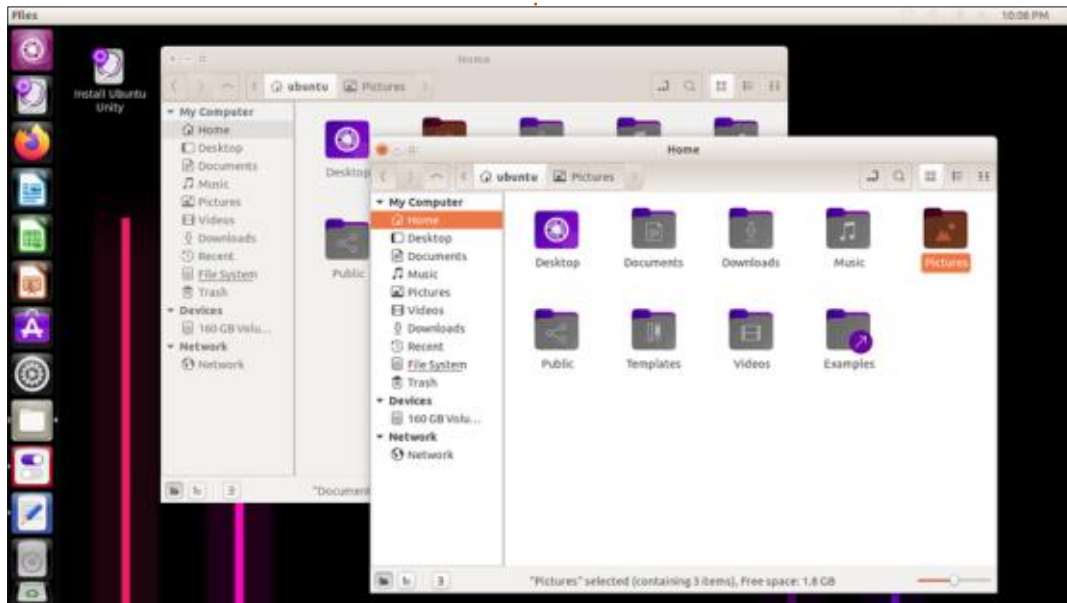 Files
10:08 PM
Install Ubuntu
Unity
Home
ubuntu
Pictures
My Computer
Home
Desktop
Documents
Music
Pictures
Videos
Downloads
Recent
File System
Trash
Devices
160 GB Volu...
Network
Network
Desktop
Public
"Document
Home
ubuntu
Pictures
My Computer
Home
Desktop
Documents
Music
Pictures
Videos
Downloads
Recent
File System
Trash
Devices
160 GB Volu...
Network
Network
Desktop
Documents
Downloads
Music
Pictures
Public
Templates
Videos
Examples
"Pictures" selected (containing 3 items), Free space: 1.8 GB